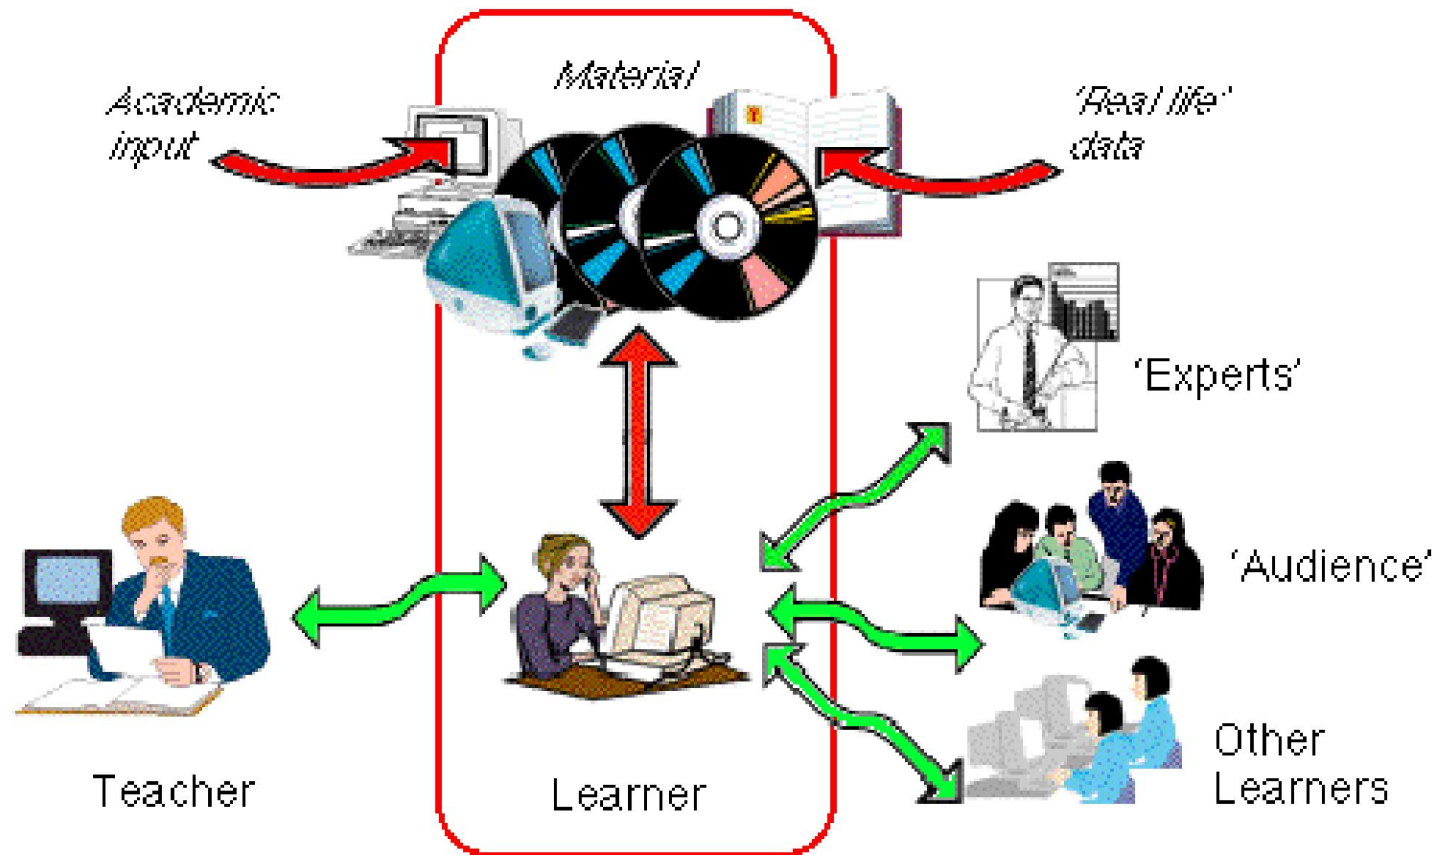 Material
Academic
input
'Real life'
data
'Experts'
'Audience'
Other
Learners
Teacher
Learner